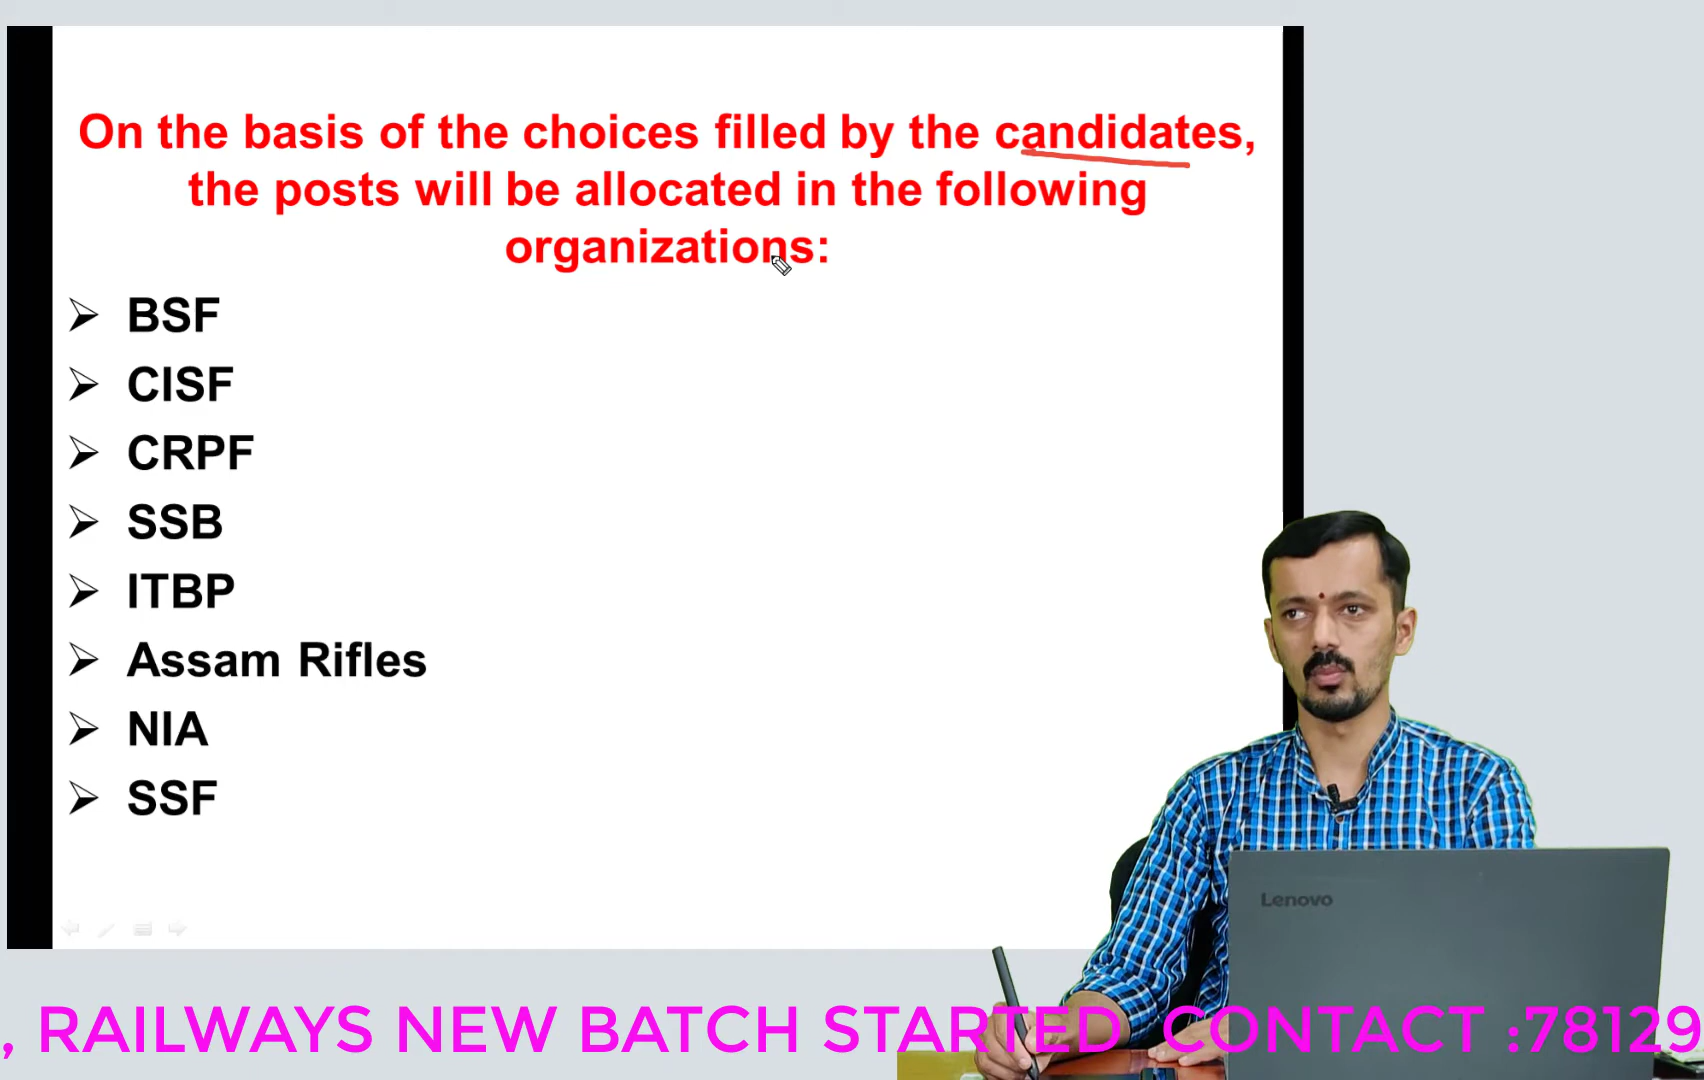 On the basis of the choices filled by the candidates,
the posts will be allocated in the following
organizations:
BSF
CISF
CRPF
SSB
ITBP
Assam Rifles
NIA
SSF
Lenovo
, RAILWAYS NEW BATCH STARTED CONTACT :78129